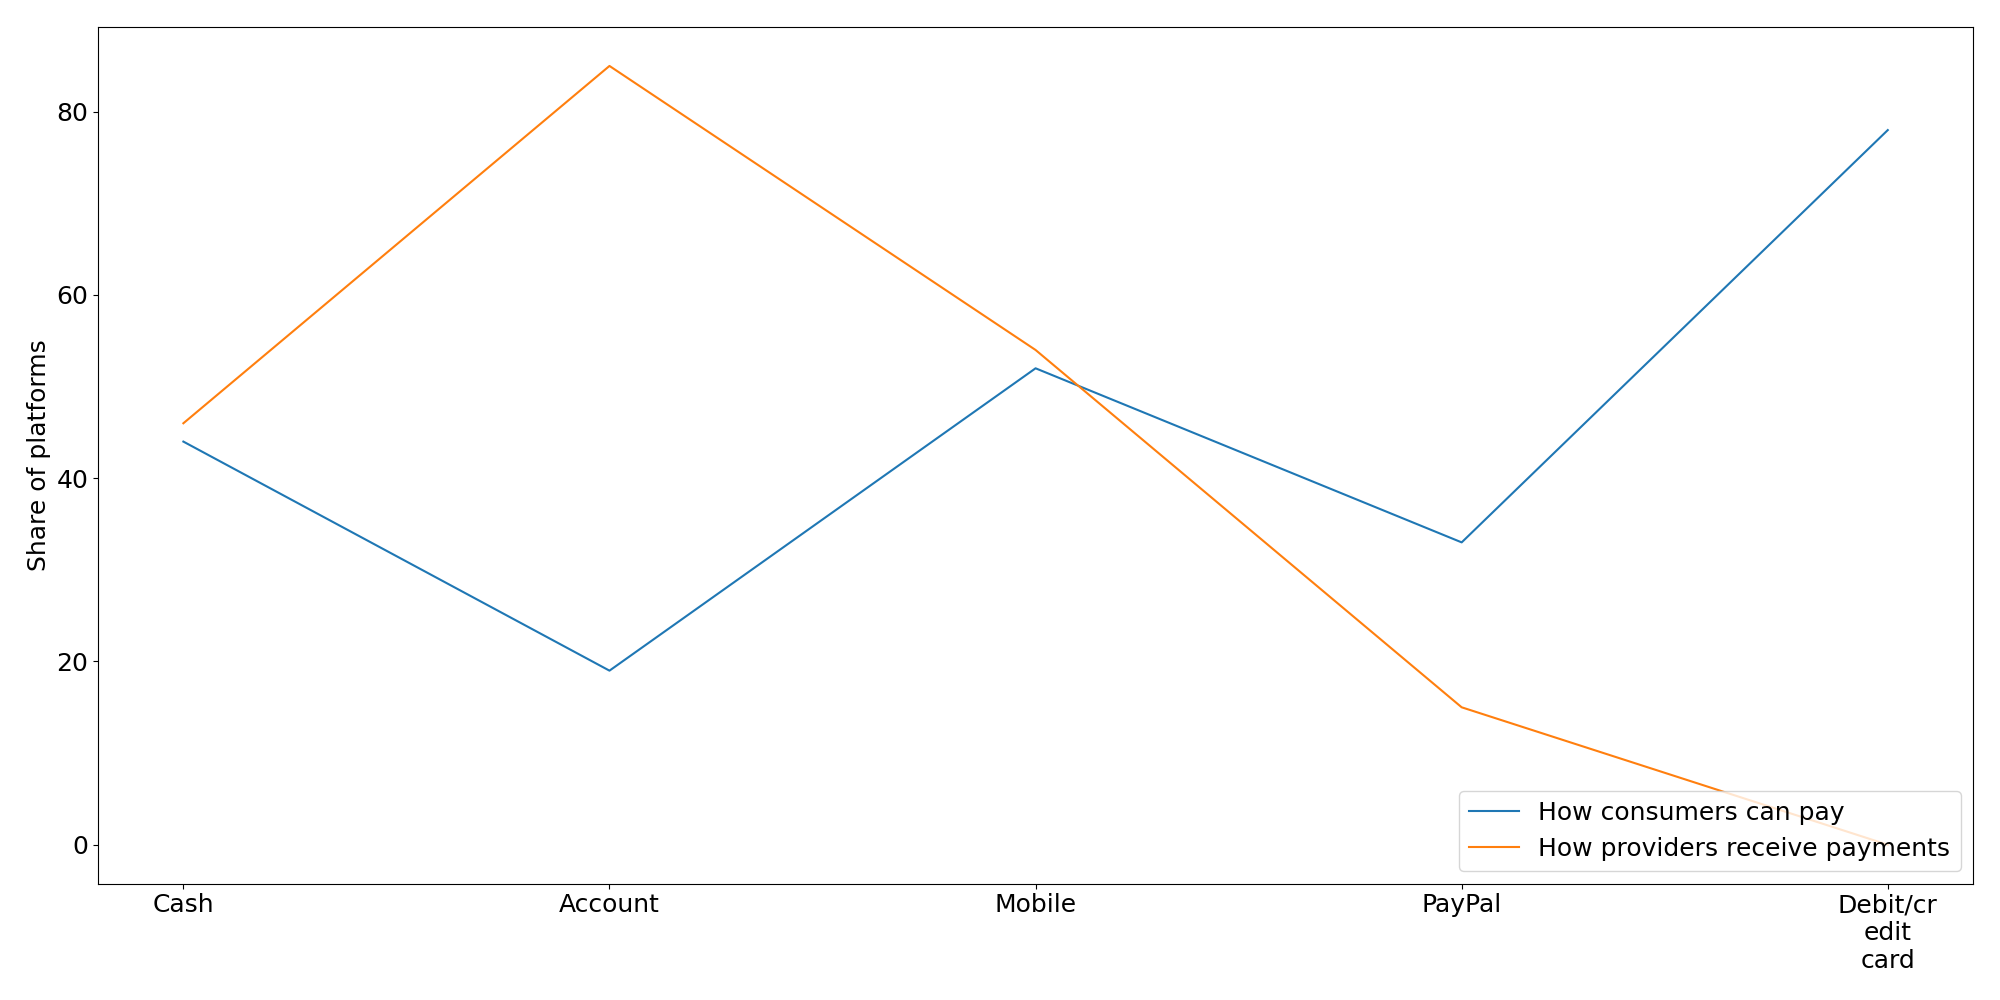 Share of platforms
80
60
40
20
0
How consumers can pay
How providers receive payments
Cash
Account
Mobile
PayPal
Debit/cr
edit
card